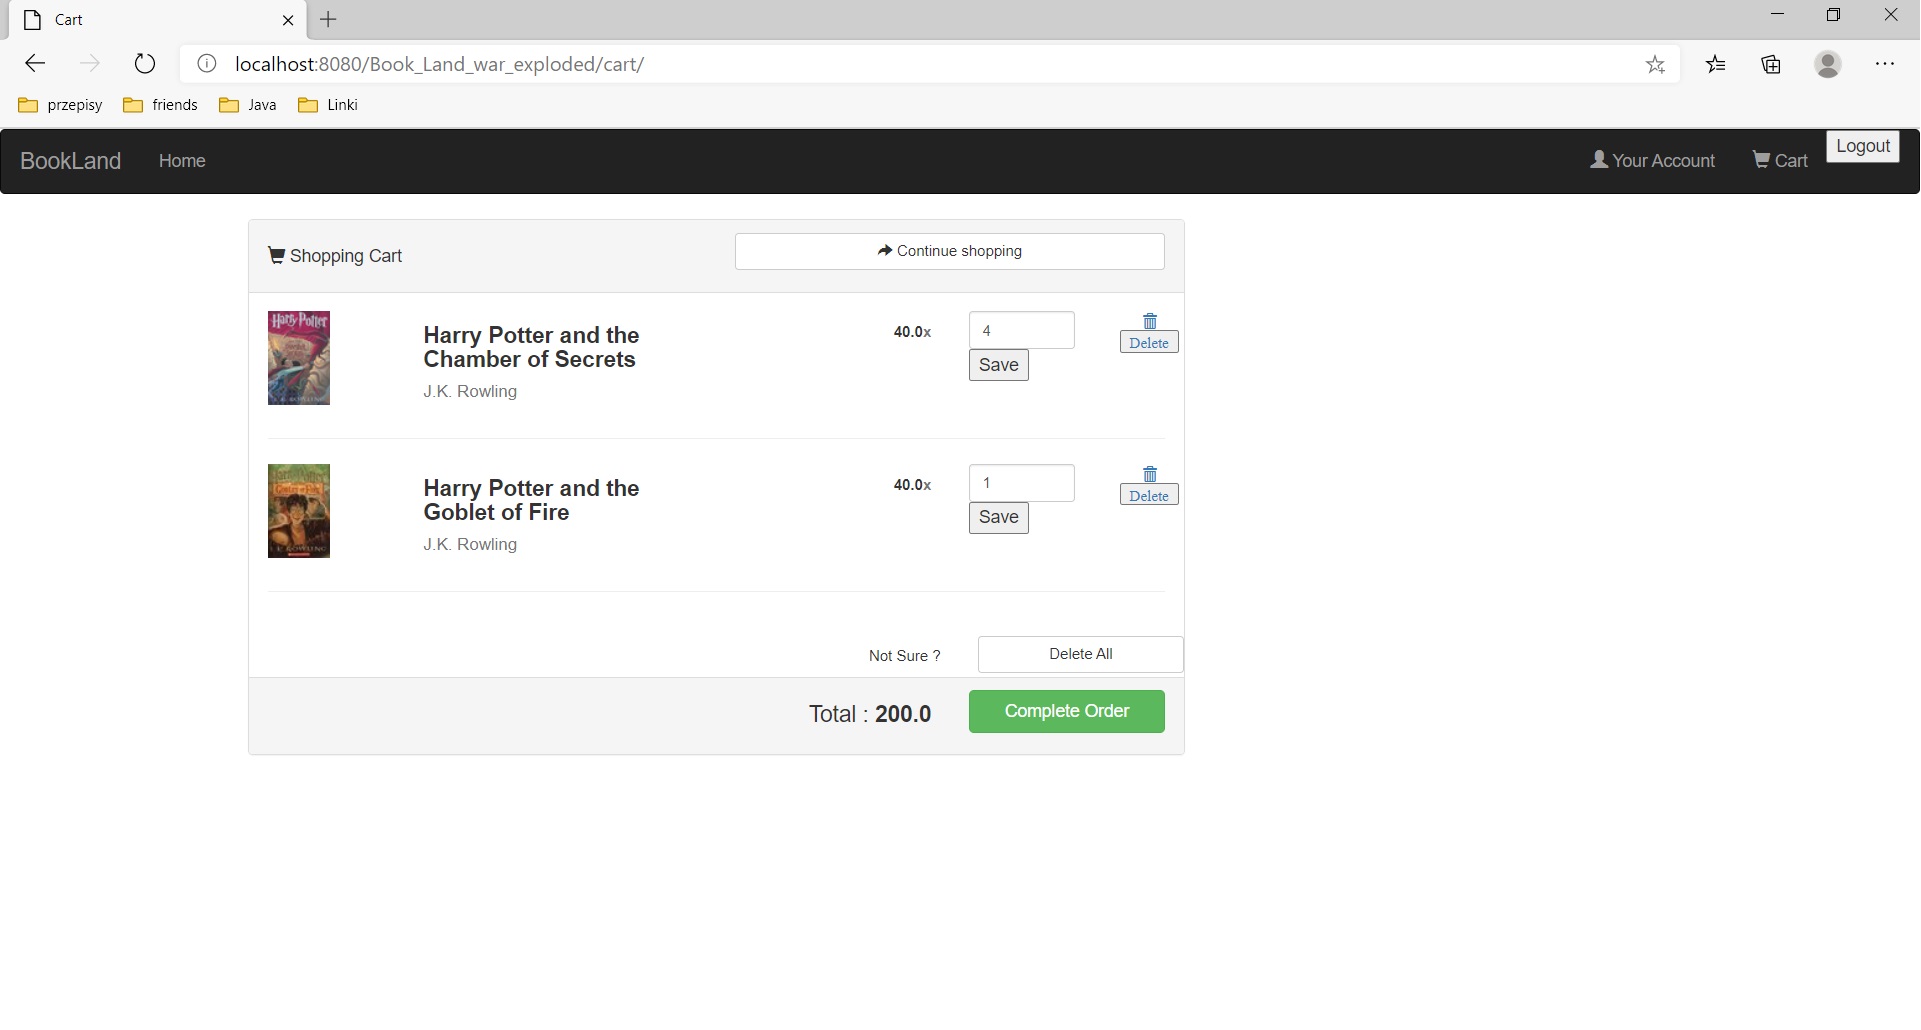 Cart
localhost:8080/Book_Land_war_exploded/cart/
przepisy friends Java Linki
BookLand Home Your Account Cart Logout
Shopping Cart Continue shopping
Harry Potter
Harry Potter and the
Chamber of Secrets
J.K. Rowling
40.0x 4
Save
Delete
Harry Potter and the
Goblet of Fire
J.K. Rowling
40.0x 1
Save
Delete
Not Sure ? Delete All
Total : 200.0 Complete Order